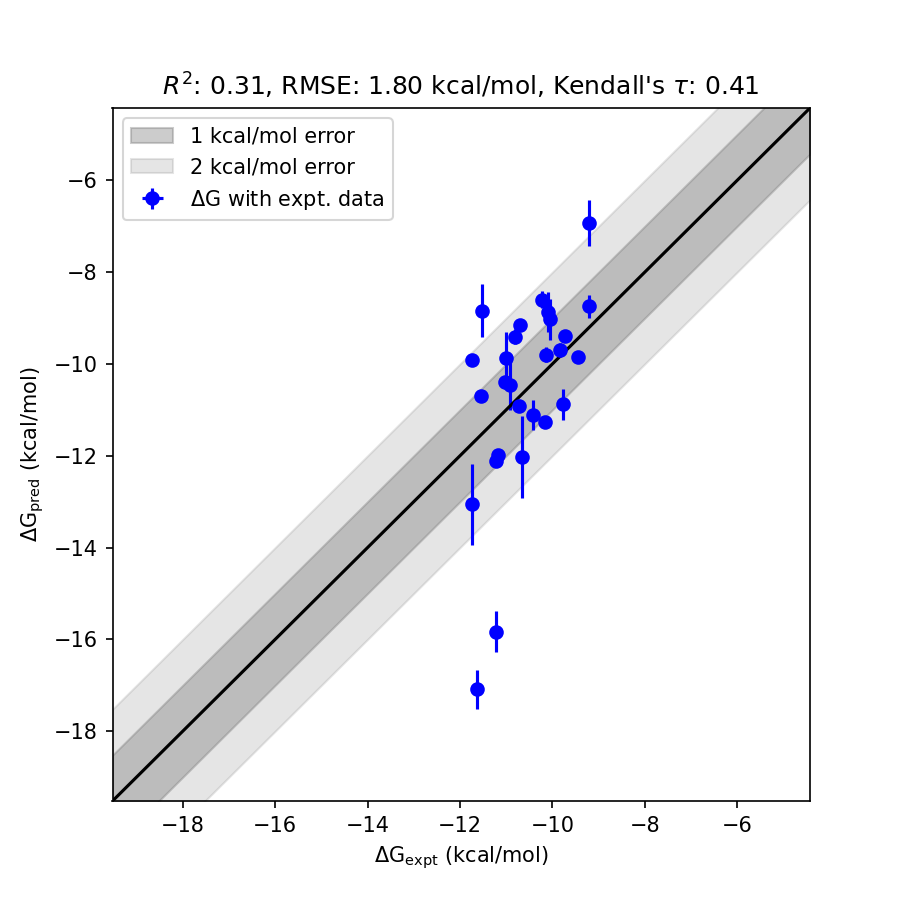 R²: 0.31, RMSE: 1.80 kcal/mol, Kendall's τ: 0.41
1 kcal/mol error
2 kcal/mol error
ΔG with expt. data
−6
−8
−10
−12
−14
−16
−18
ΔGpred (kcal/mol)
−18 −16 −14 −12 −10 −8 −6
ΔGexpt (kcal/mol)